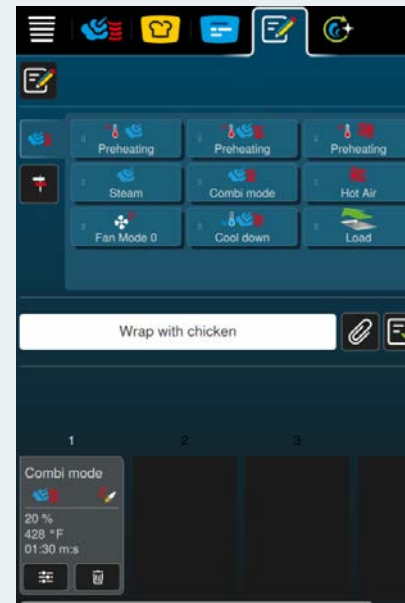 Preheating
Preheating
Preheating
Steam
Combi mode
Hot Air
Fan Mode 0
Cool down
Load
Wrap with chicken
1
2
3
Combi mode
20 %
428 °F
01:30 m:s